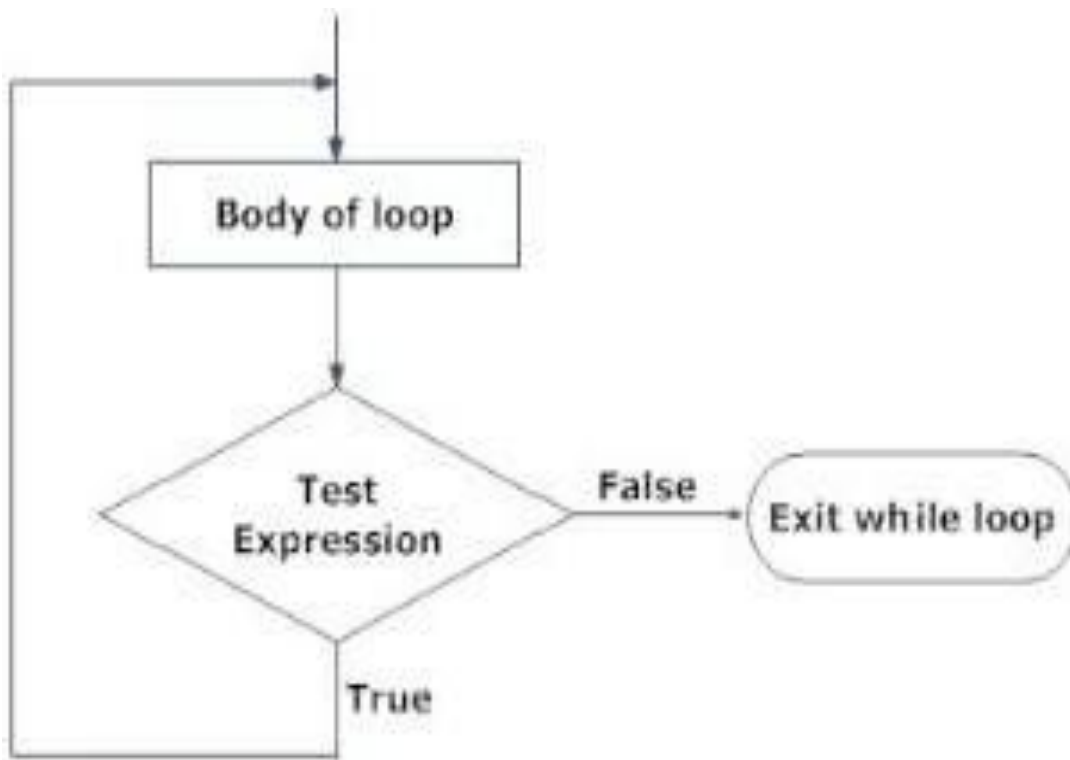 Body of loop
Test
Expression
False
Exit while loop
True